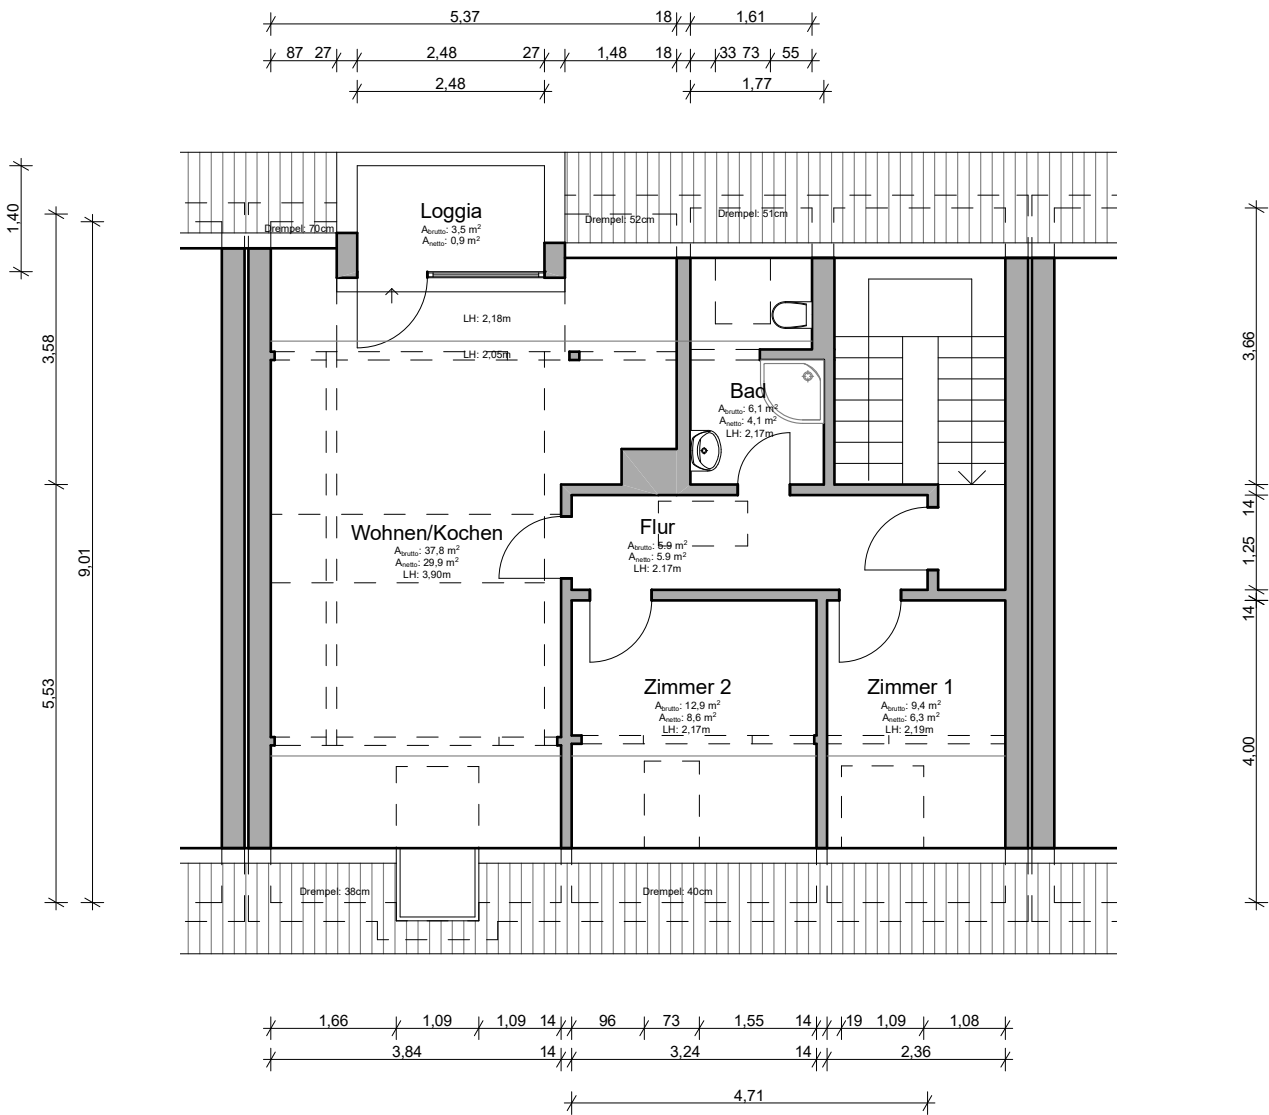 5,37 18 1,61
87 27 2,48 27 1,48 18 33 73 55
2,48 1,77
1,40
3,58
9,01
5,53
3,66
14
1,25
14
4,00
Drempel: 70cm
Drempel: 52cm
Drempel: 51cm
Loggia
Abrutto: 3,5 m²
Anetto: 0,9 m²
LH: 2,18m
LH: 2,05m
Bad
Abrutto: 6,1 m²
Anetto: 4,1 m²
LH: 2,17m
Wohnen/Kochen
Abrutto: 37,8 m²
Anetto: 29,9 m²
LH: 3,90m
Flur
Abrutto: 5.9 m²
Anetto: 5.9 m²
LH: 2.17m
Zimmer 2
Abrutto: 12,9 m²
Anetto: 8,6 m²
LH: 2,17m
Zimmer 1
Abrutto: 9,4 m²
Anetto: 6,3 m²
LH: 2,19m
Drempel: 38cm
Drempel: 40cm
1,66 1,09 1,09 14 96 73 1,55 14 19 1,09 1,08
3,84 14 3,24 14 2,36
4,71